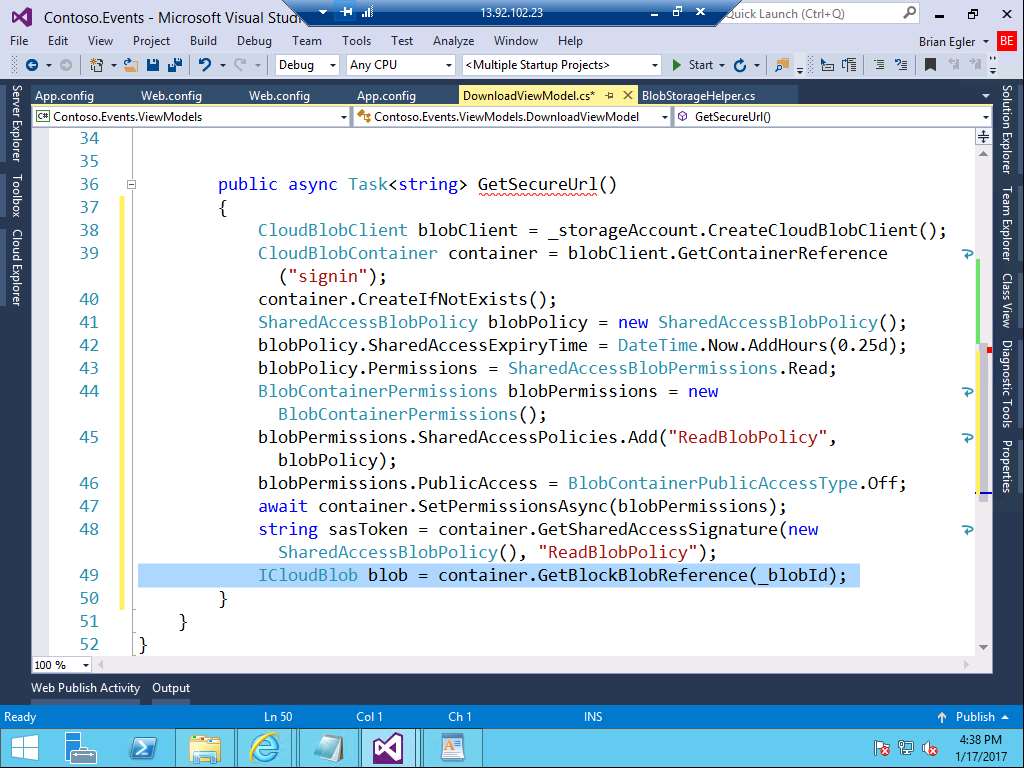 Contoso.Events - Microsoft Visual Stud
13.92.102.23
Quick Launch (Ctrl+Q)
File Edit View Project Build Debug Team Tools Test Analyze Window Help
Brian Egler BE
Debug Any CPU <Multiple Startup Projects> Start
App.config Web.config Web.config App.config DownloadViewModel.cs* BlobStorageHelper.cs
C# Contoso.Events.ViewModels Contoso.Events.ViewModels.DownloadViewModel GetSecureUrl()
34
35
36 public async Task<string> GetSecureUrl()
37 {
38 CloudBlobClient blobClient = _storageAccount.CreateCloudBlobClient();
39 CloudBlobContainer container = blobClient.GetContainerReference
("signin");
40 container.CreateIfNotExists();
41 SharedAccessBlobPolicy blobPolicy = new SharedAccessBlobPolicy();
42 blobPolicy.SharedAccessExpiryTime = DateTime.Now.AddHours(0.25d);
43 blobPolicy.Permissions = SharedAccessBlobPermissions.Read;
44 BlobContainerPermissions blobPermissions = new
BlobContainerPermissions();
45 blobPermissions.SharedAccessPolicies.Add("ReadBlobPolicy",
blobPolicy);
46 blobPermissions.PublicAccess = BlobContainerPublicAccessType.Off;
47 await container.SetPermissionsAsync(blobPermissions);
48 string sasToken = container.GetSharedAccessSignature(new
SharedAccessBlobPolicy(), "ReadBlobPolicy");
49 ICloudBlob blob = container.GetBlockBlobReference(_blobId);
50 }
51 }
52 }
Server Explorer
Toolbox
Cloud Explorer
Solution Explorer
Team Explorer
Class View
Diagnostic Tools
Properties
100 %
Web Publish Activity Output
Ready Ln 50 Col 1 Ch 1 INS Publish
4:38 PM
1/17/2017